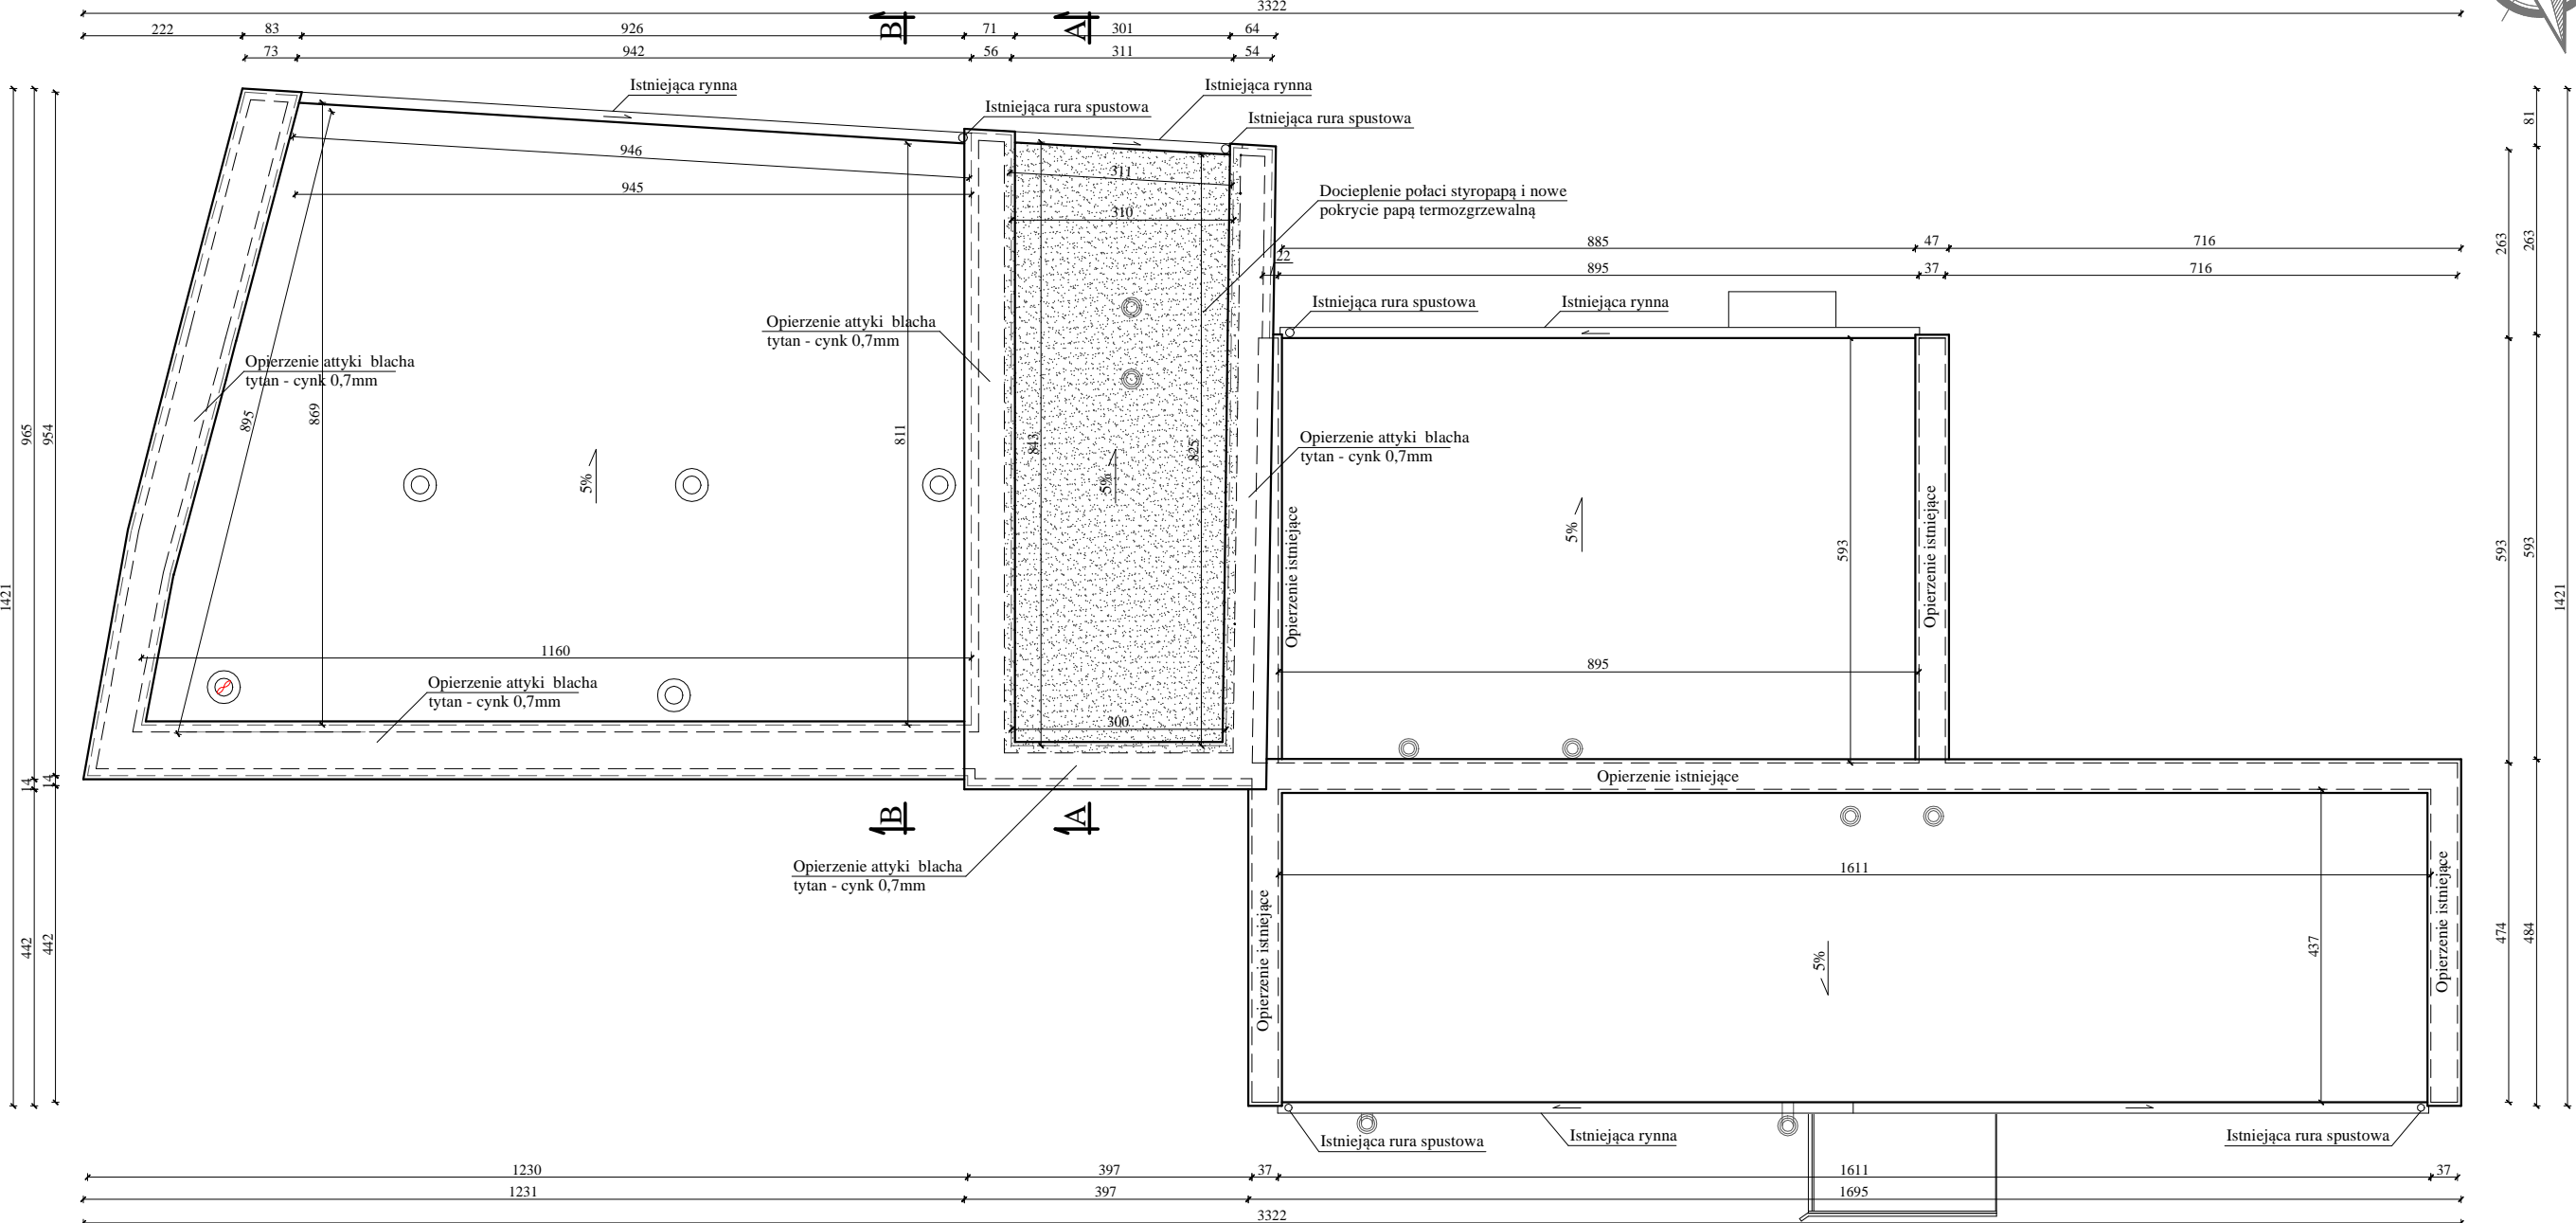 3322
222 83 926 71 301 64
73 942 56 311 54
B A
Istniejąca rynna
Istniejąca rura spustowa
Istniejąca rynna
Istniejąca rura spustowa
946
945
311
310
Docieplenie połaci styropapą i nowe
pokrycie papą termozgrzewalną
885 47 716
22
895 37 716
Istniejąca rura spustowa
Istniejąca rynna
Opierzenie attyki blacha
tytan - cynk 0,7mm
Opierzenie attyki blacha
tytan - cynk 0,7mm
895
869
811
843
825
Opierzenie attyki blacha
tytan - cynk 0,7mm
5%
5%
5%
593
Opierzenie istniejące
Opierzenie istniejące
1160
895
Opierzenie attyki blacha
tytan - cynk 0,7mm
300
Opierzenie istniejące
B A
Opierzenie attyki blacha
tytan - cynk 0,7mm
1611
Opierzenie istniejące
5%
437
Opierzenie istniejące
Istniejąca rura spustowa
Istniejąca rynna
Istniejąca rura spustowa
1421
965
954
14
14
442
442
81
263
263
593
593
1421
474
484
1230 397 37 1611 37
1231 397 1695
3322